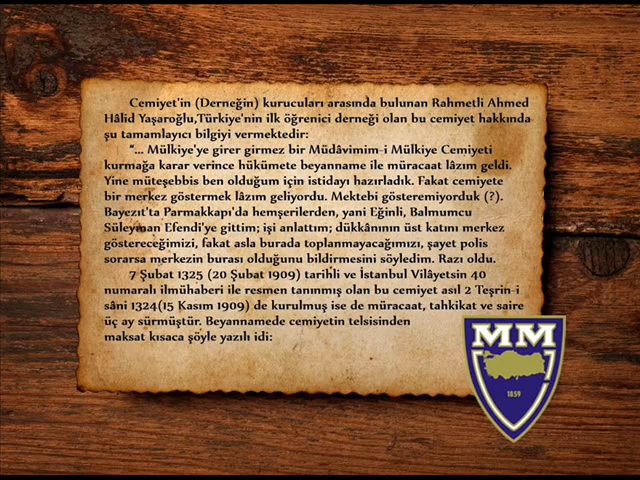 Cemiyet'in (Derneğin) kurucuları arasında bulunan Rahmetli Ahmed
Hâlid Yaşaroğlu,Türkiye'nin ilk öğrenici derneği olan bu cemiyet hakkında
şu tamamlayıcı bilgiyi vermektedir:
"... Mülkiye'ye girer girmez bir Müdâvimim-i Mülkiye Cemiyeti
kurmağa karar verince hükümete beyanname ile müracaat lâzım geldi.
Yine müteşebbis ben olduğum için istidayı hazırladık. Fakat cemiyete
bir merkez göstermek lâzım geliyordu. Mektebi gösteremiyorduk (?).
Bayezıt'ta Parmakkapı'da hemşerilerden, yani Eğinli, Balmumcu
Süleyman Efendi'ye gittim; işi anlattım; dükkânının üst katını merkez
göstereceğimizi, fakat asla burada toplanmayacağımızı, şayet polis
sorarsa merkezin burası olduğunu bildirmesini söyledim. Razı oldu.
7 Şubat 1325 (20 Şubat 1909) tarihli ve İstanbul Vilâyetsin 40
numaralı ilmühaberi ile resmen tanınmış olan bu cemiyet asıl 2 Teşrin-i
sâni 1324(15 Kasım 1909) de kurulmuş ise de müracaat, tahkikat ve saire
üç ay sürmüştür. Beyannamede cemiyetin telsisinden
maksat kısaca şöyle yazılı idi:
MM
1859